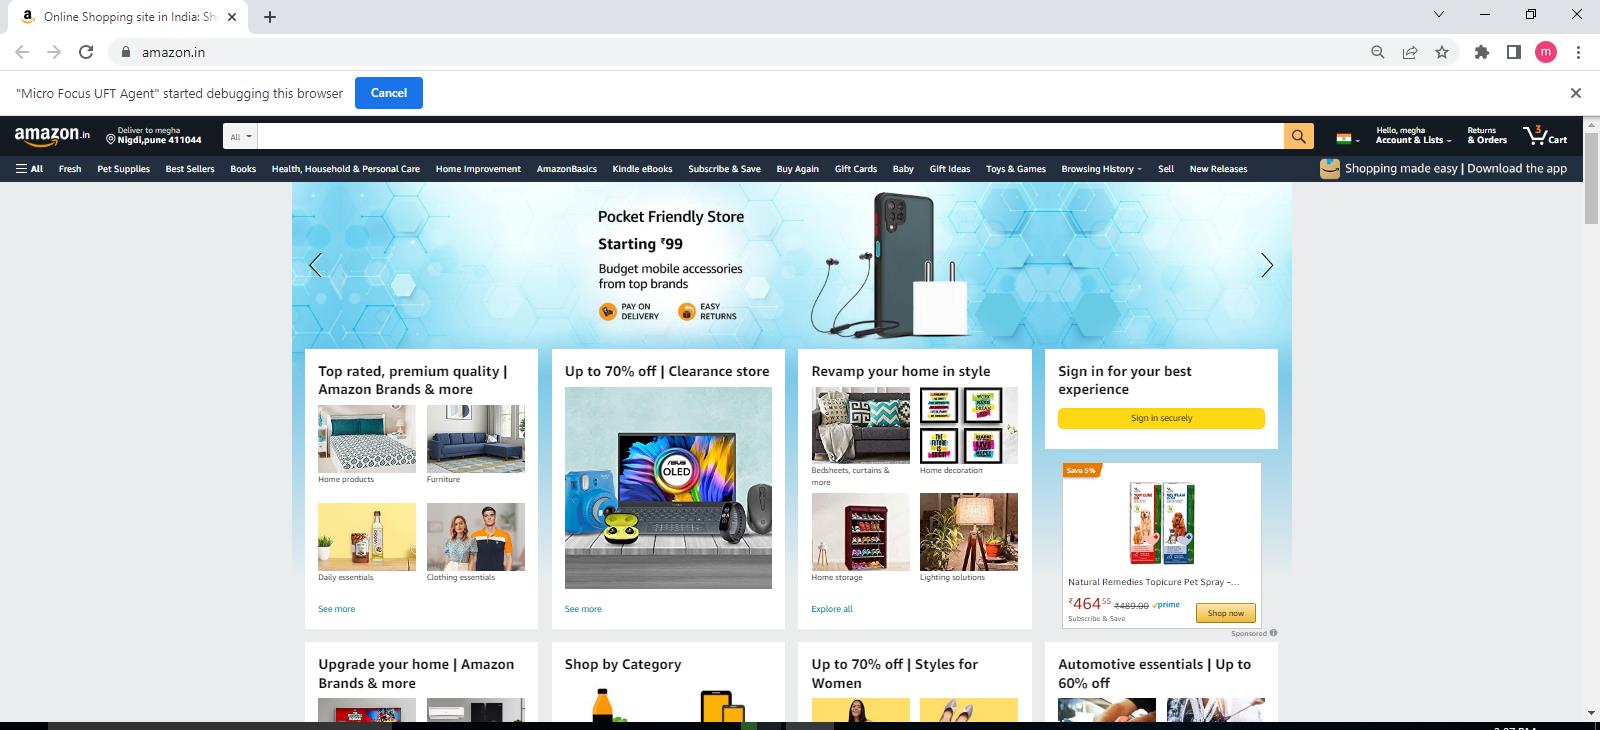 Online Shopping site in India: Sh
amazon.in
m
"Micro Focus UFT Agent" started debugging this browser
Cancel
amazon.in
Deliver to megha
Nigdi,pune 411044
All
Hello, megha
Account & Lists
Returns
& Orders
3
Cart
All
Fresh
Pet Supplies
Best Sellers
Books
Health, Household & Personal Care
Home Improvement
AmazonBasics
Kindle eBooks
Subscribe & Save
Buy Again
Gift Cards
Baby
Gift Ideas
Toys & Games
Browsing History
Sell
New Releases
Shopping made easy | Download the app
Pocket Friendly Store
Starting ₹99
Budget mobile accessories
from top brands
PAY ON
DELIVERY
EASY
RETURNS
Top rated, premium quality |
Amazon Brands & more
Home products
Furniture
Daily essentials
Clothing essentials
See more
Up to 70% off | Clearance store
ASUS
OLED
See more
Revamp your home in style
Bedsheets, curtains &
more
Home decoration
Home storage
Lighting solutions
Explore all
Sign in for your best
experience
Sign in securely
Save 5%
Natural Remedies Topicure Pet Spray -...
₹464 55 ₹489.00 prime
Subscribe & Save
Shop now
Sponsored
Upgrade your home | Amazon
Brands & more
Shop by Category
Up to 70% off | Styles for
Women
Automotive essentials | Up to
60% off